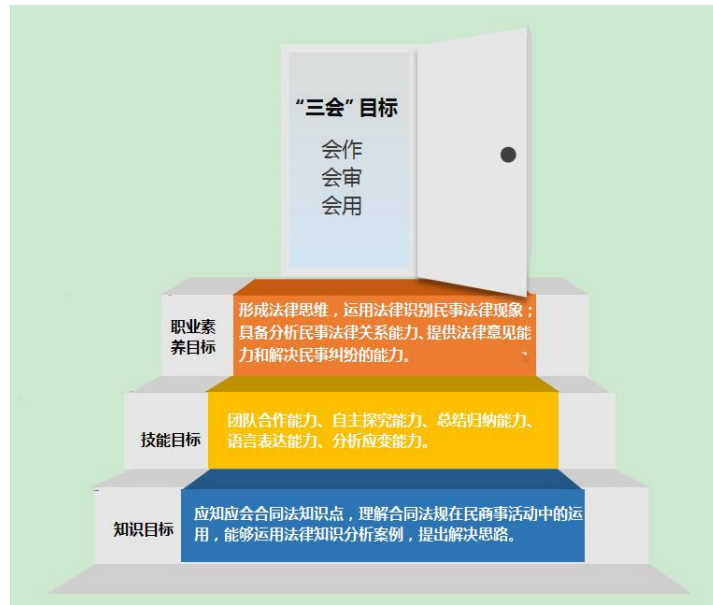 “三会”目标
会作
会审
会用
职业素
养目标
形成法律思维，运用法律识别民事法律现象；
具备分析民事法律关系能力、提供法律意见能
力和解决民事纠纷的能力。
技能目标
团队合作能力、自主探究能力、总结归纳能力、
语言表达能力、分析应变能力。
知识目标
应知应会合同法知识点，理解合同法规在民商事活动中的运
用，能够运用法律知识分析案例，提出解决思路。